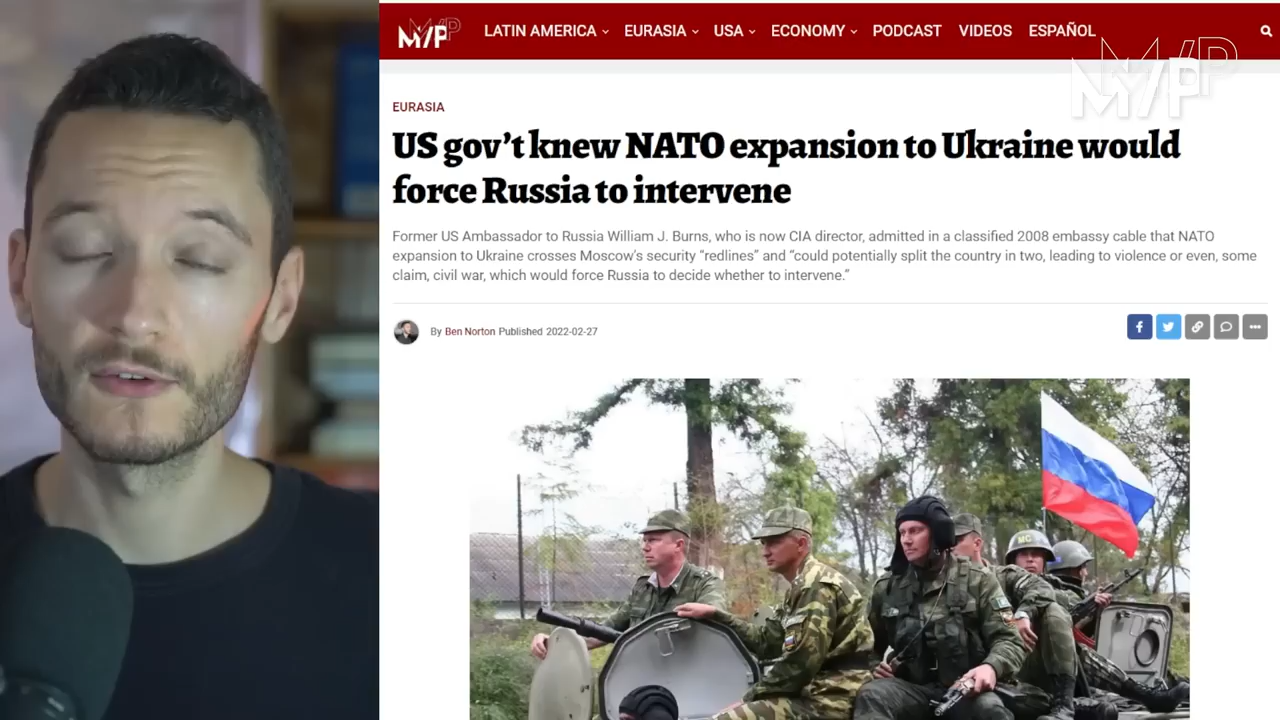 M/P
LATIN AMERICA EURASIA USA ECONOMY PODCAST VIDEOS ESPAÑOL
M/P
M/P
EURASIA
US gov’t knew NATO expansion to Ukraine would
force Russia to intervene
Former US Ambassador to Russia William J. Burns, who is now CIA director, admitted in a classified 2008 embassy cable that NATO
expansion to Ukraine crosses Moscow's security "redlines" and “could potentially split the country in two, leading to violence or even, some
claim, civil war, which would force Russia to decide whether to intervene.”
By Ben Norton Published 2022-02-27
MC